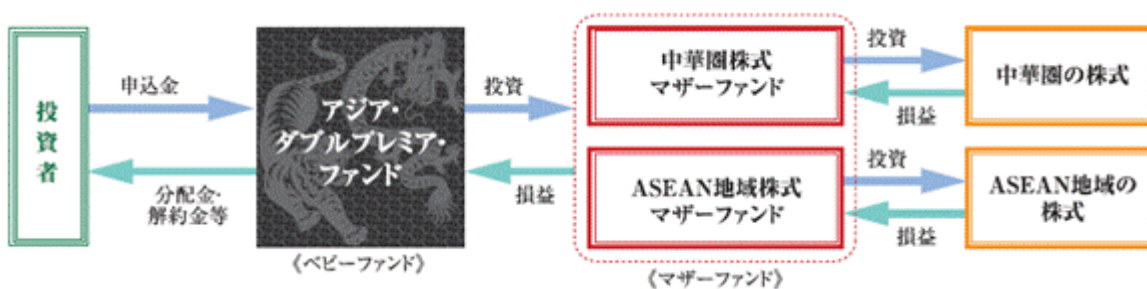 投資者
申込金
分配金・
解約金等
アジア・
ダブルプレミア・
ファンド
《ベビーファンド》
投資
損益
中華圏株式
マザーファンド
ASEAN地域株式
マザーファンド
《マザーファンド》
投資
損益
投資
損益
中華圏の株式
ASEAN地域の
株式